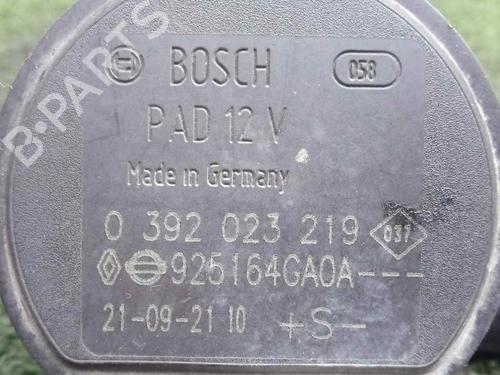 BOSCH 058
PAD 12 V
Made in Germany
0 392 023 219 037
925164GA0A---
21-09-21 10 +S-
B-PARTS